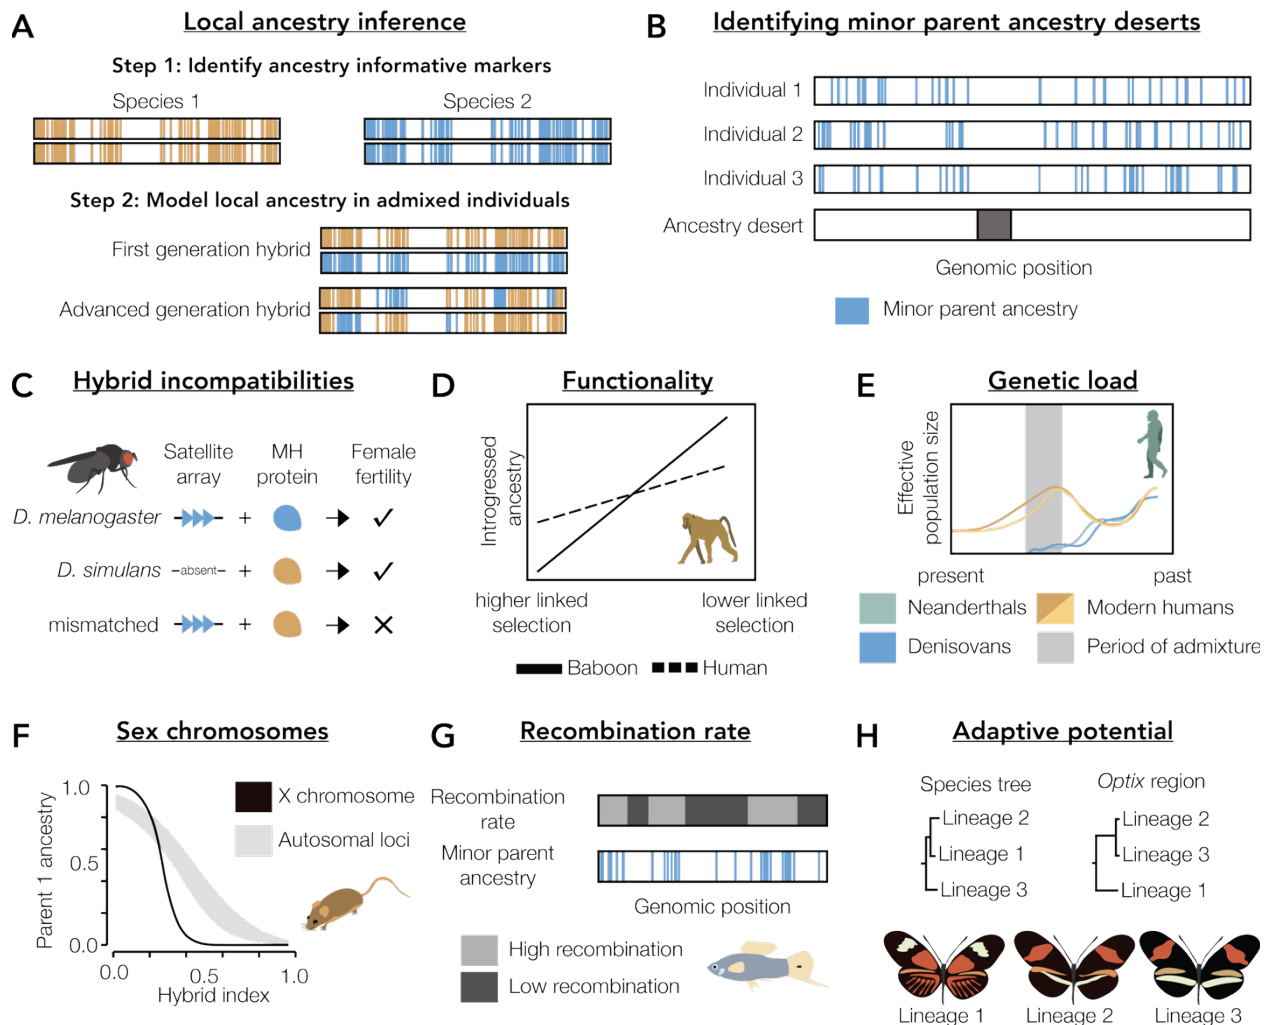 A
Local ancestry inference
Step 1: Identify ancestry informative markers
Species 1
Species 2
Step 2: Model local ancestry in admixed individuals
First generation hybrid
Advanced generation hybrid
B
Identifying minor parent ancestry deserts
Individual 1
Individual 2
Individual 3
Ancestry desert
Genomic position
Minor parent ancestry
C
Hybrid incompatibilities
Satellite
array
MH
protein
Female
fertility
D. melanogaster
+
D. simulans
absent
+
mismatched
+
D
Functionality
Introgressed
ancestry
higher linked
selection
lower linked
selection
Baboon
Human
E
Genetic load
Effective
population size
present
past
Neanderthals
Modern humans
Denisovans
Period of admixture
F
Sex chromosomes
Parent 1 ancestry
1.0
0.5
0.0
0.0
0.5
1.0
Hybrid index
X chromosome
Autosomal loci
G
Recombination rate
Recombination
rate
Minor parent
ancestry
Genomic position
High recombination
Low recombination
H
Adaptive potential
Species tree
Lineage 2
Lineage 1
Lineage 3
Optix region
Lineage 2
Lineage 3
Lineage 1
Lineage 1
Lineage 2
Lineage 3